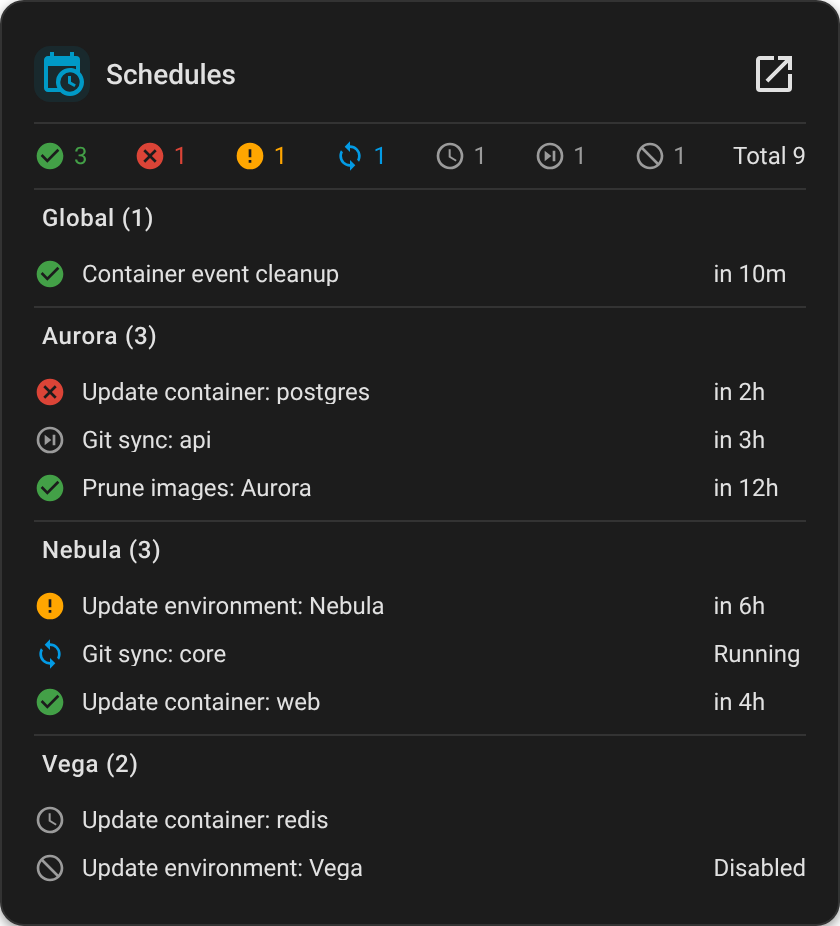 Schedules
3 1 1 1 1 1 1 Total 9
Global (1)
Container event cleanup in 10m
Aurora (3)
Update container: postgres in 2h
Git sync: api in 3h
Prune images: Aurora in 12h
Nebula (3)
Update environment: Nebula in 6h
Git sync: core Running
Update container: web in 4h
Vega (2)
Update container: redis
Update environment: Vega Disabled